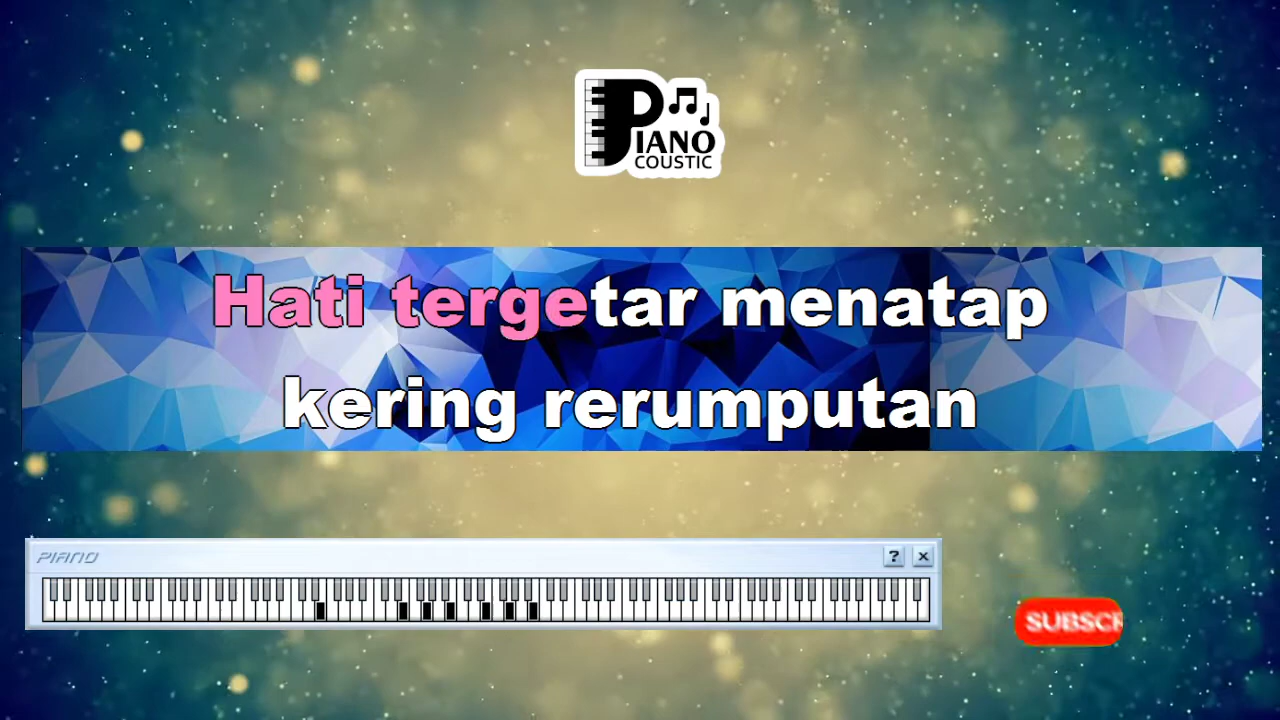 PIANO
COUSTIC
Hati tergetar menatap
kering rerumputan
PIANO
? ×
SUBSCR